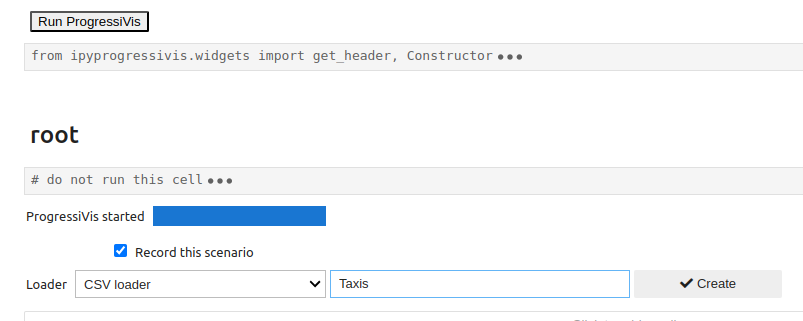 Run ProgressiVis
from ipyprogressivis.widgets import get_header, Constructor •••
root
# do not run this cell •••
ProgressiVis started
Record this scenario
Loader CSV loader Taxis Create